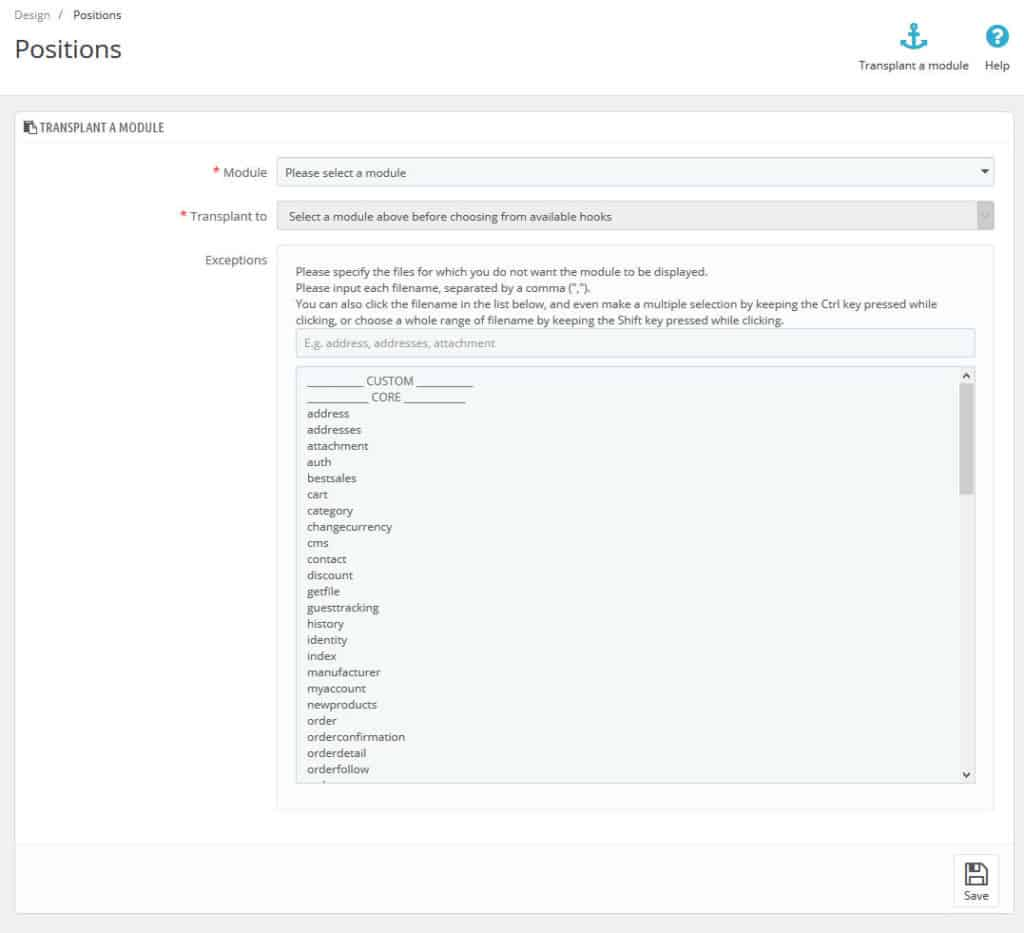 Design / Positions
Positions
Transplant a module
Help
TRANSPLANT A MODULE
* Module
Please select a module
* Transplant to
Select a module above before choosing from available hooks
Exceptions
Please specify the files for which you do not want the module to be displayed.
Please input each filename, separated by a comma (",").
You can also click the filename in the list below, and even make a multiple selection by keeping the Ctrl key pressed while
clicking, or choose a whole range of filename by keeping the Shift key pressed while clicking.
E.g. address, addresses, attachment
___________ CUSTOM ___________
____________ CORE ____________
address
addresses
attachment
auth
bestsales
cart
category
changecurrency
cms
contact
discount
getfile
guesttracking
history
identity
index
manufacturer
myaccount
newproducts
order
orderconfirmation
orderdetail
orderfollow
Save